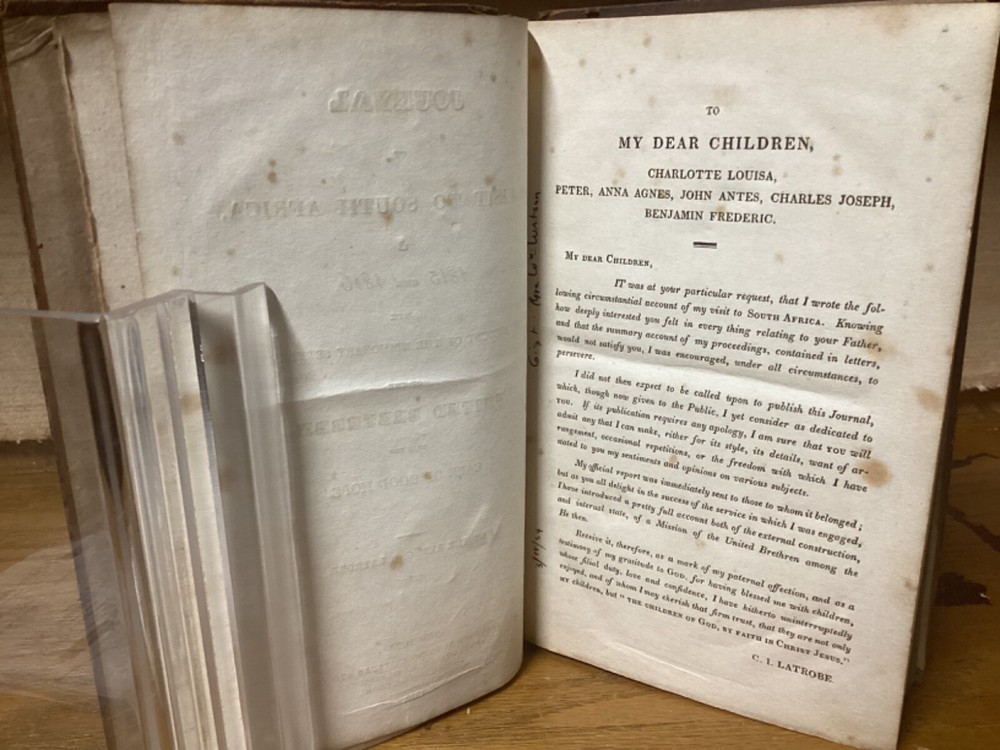 JOURNAL
SOUTH AFRICA,
1815 and 1816
TO
MY DEAR CHILDREN,
CHARLOTTE LOUISA,
PETER, ANNA AGNES, JOHN ANTES, CHARLES JOSEPH,
BENJAMIN FREDERIC.
MY DEAR CHILDREN,
IT was at your particular request, that I wrote the fol-
lowing circumstantial account of my visit to SOUTH AFRICA. Knowing
how deeply interested you felt in every thing relating to your Father,
and that the summary account of my proceedings, contained in letters,
would not satisfy you, I was encouraged, under all circumstances, to
persevere.
I did not then expect to be called upon to publish this Journal,
which, though now given to the Public, I yet consider as dedicated to
YOU. If its publication requires any apology, I am sure that YOU will
admit any that I can make, either for its style, its details, want of ar-
rangement, occasional repetitions, or the freedom with which I have
stated to you my sentiments and opinions on various subjects.
My official report was immediately sent to those to whom it belonged;
but as you all delight in the success of the service in which I was engaged,
I have introduced a pretty full account both of the external construction,
and internal state, of a Mission of the United Brethren among the
Heathen.
Receive it, therefore, as a mark of my paternal affection, and as a
testimony of my gratitude to GOD, for having blessed me with children,
whose filial duty, love and confidence, I have hitherto uninterruptedly
enjoyed, and of whom I may cherish that firm trust, that they are not only
MY children, but "THE CHILDREN OF GOD, BY FAITH IN CHRIST JESUS."
C. I. LATROBE.